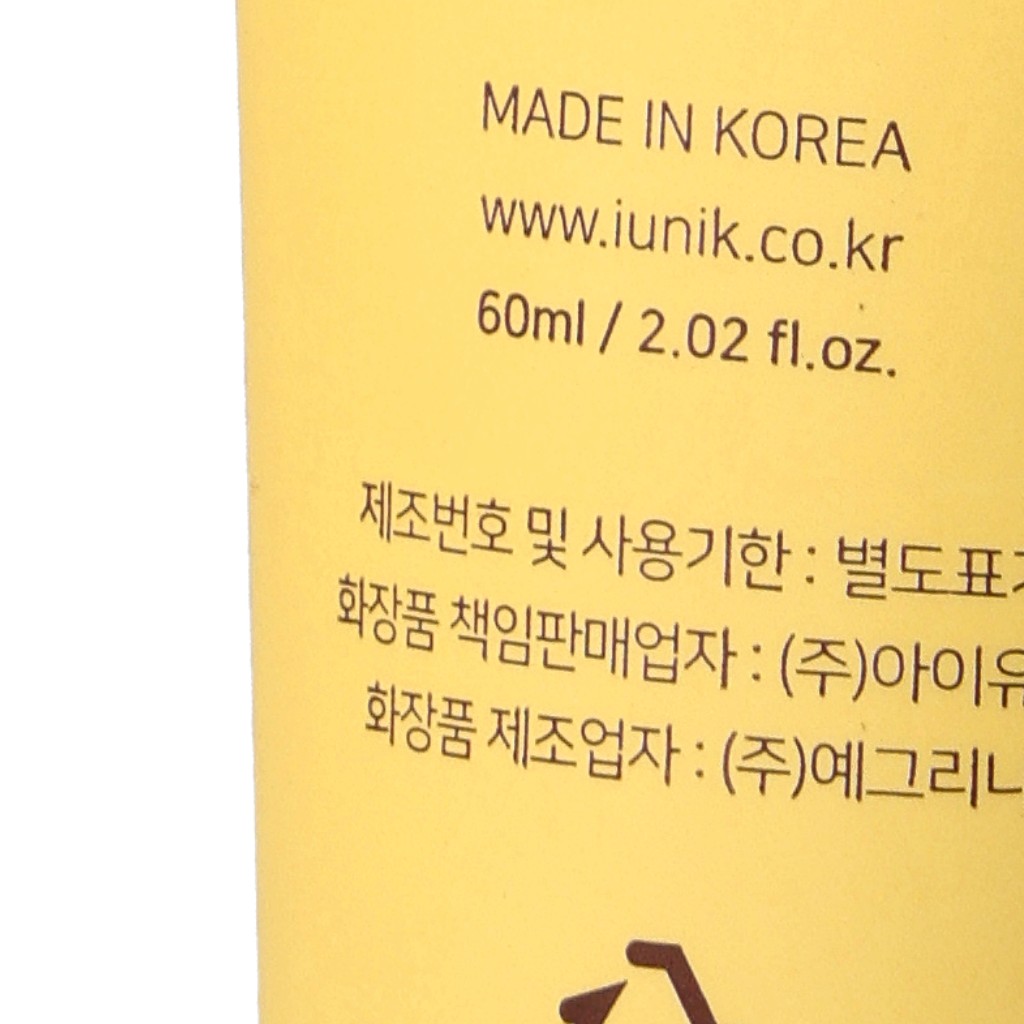 MADE IN KOREA
www.iunik.co.kr
60ml / 2.02 fl.oz.
제조번호 및 사용기한 : 별도표
화장품 책임판매업자 : (주)아이유
화장품 제조업자 : (주)예그리